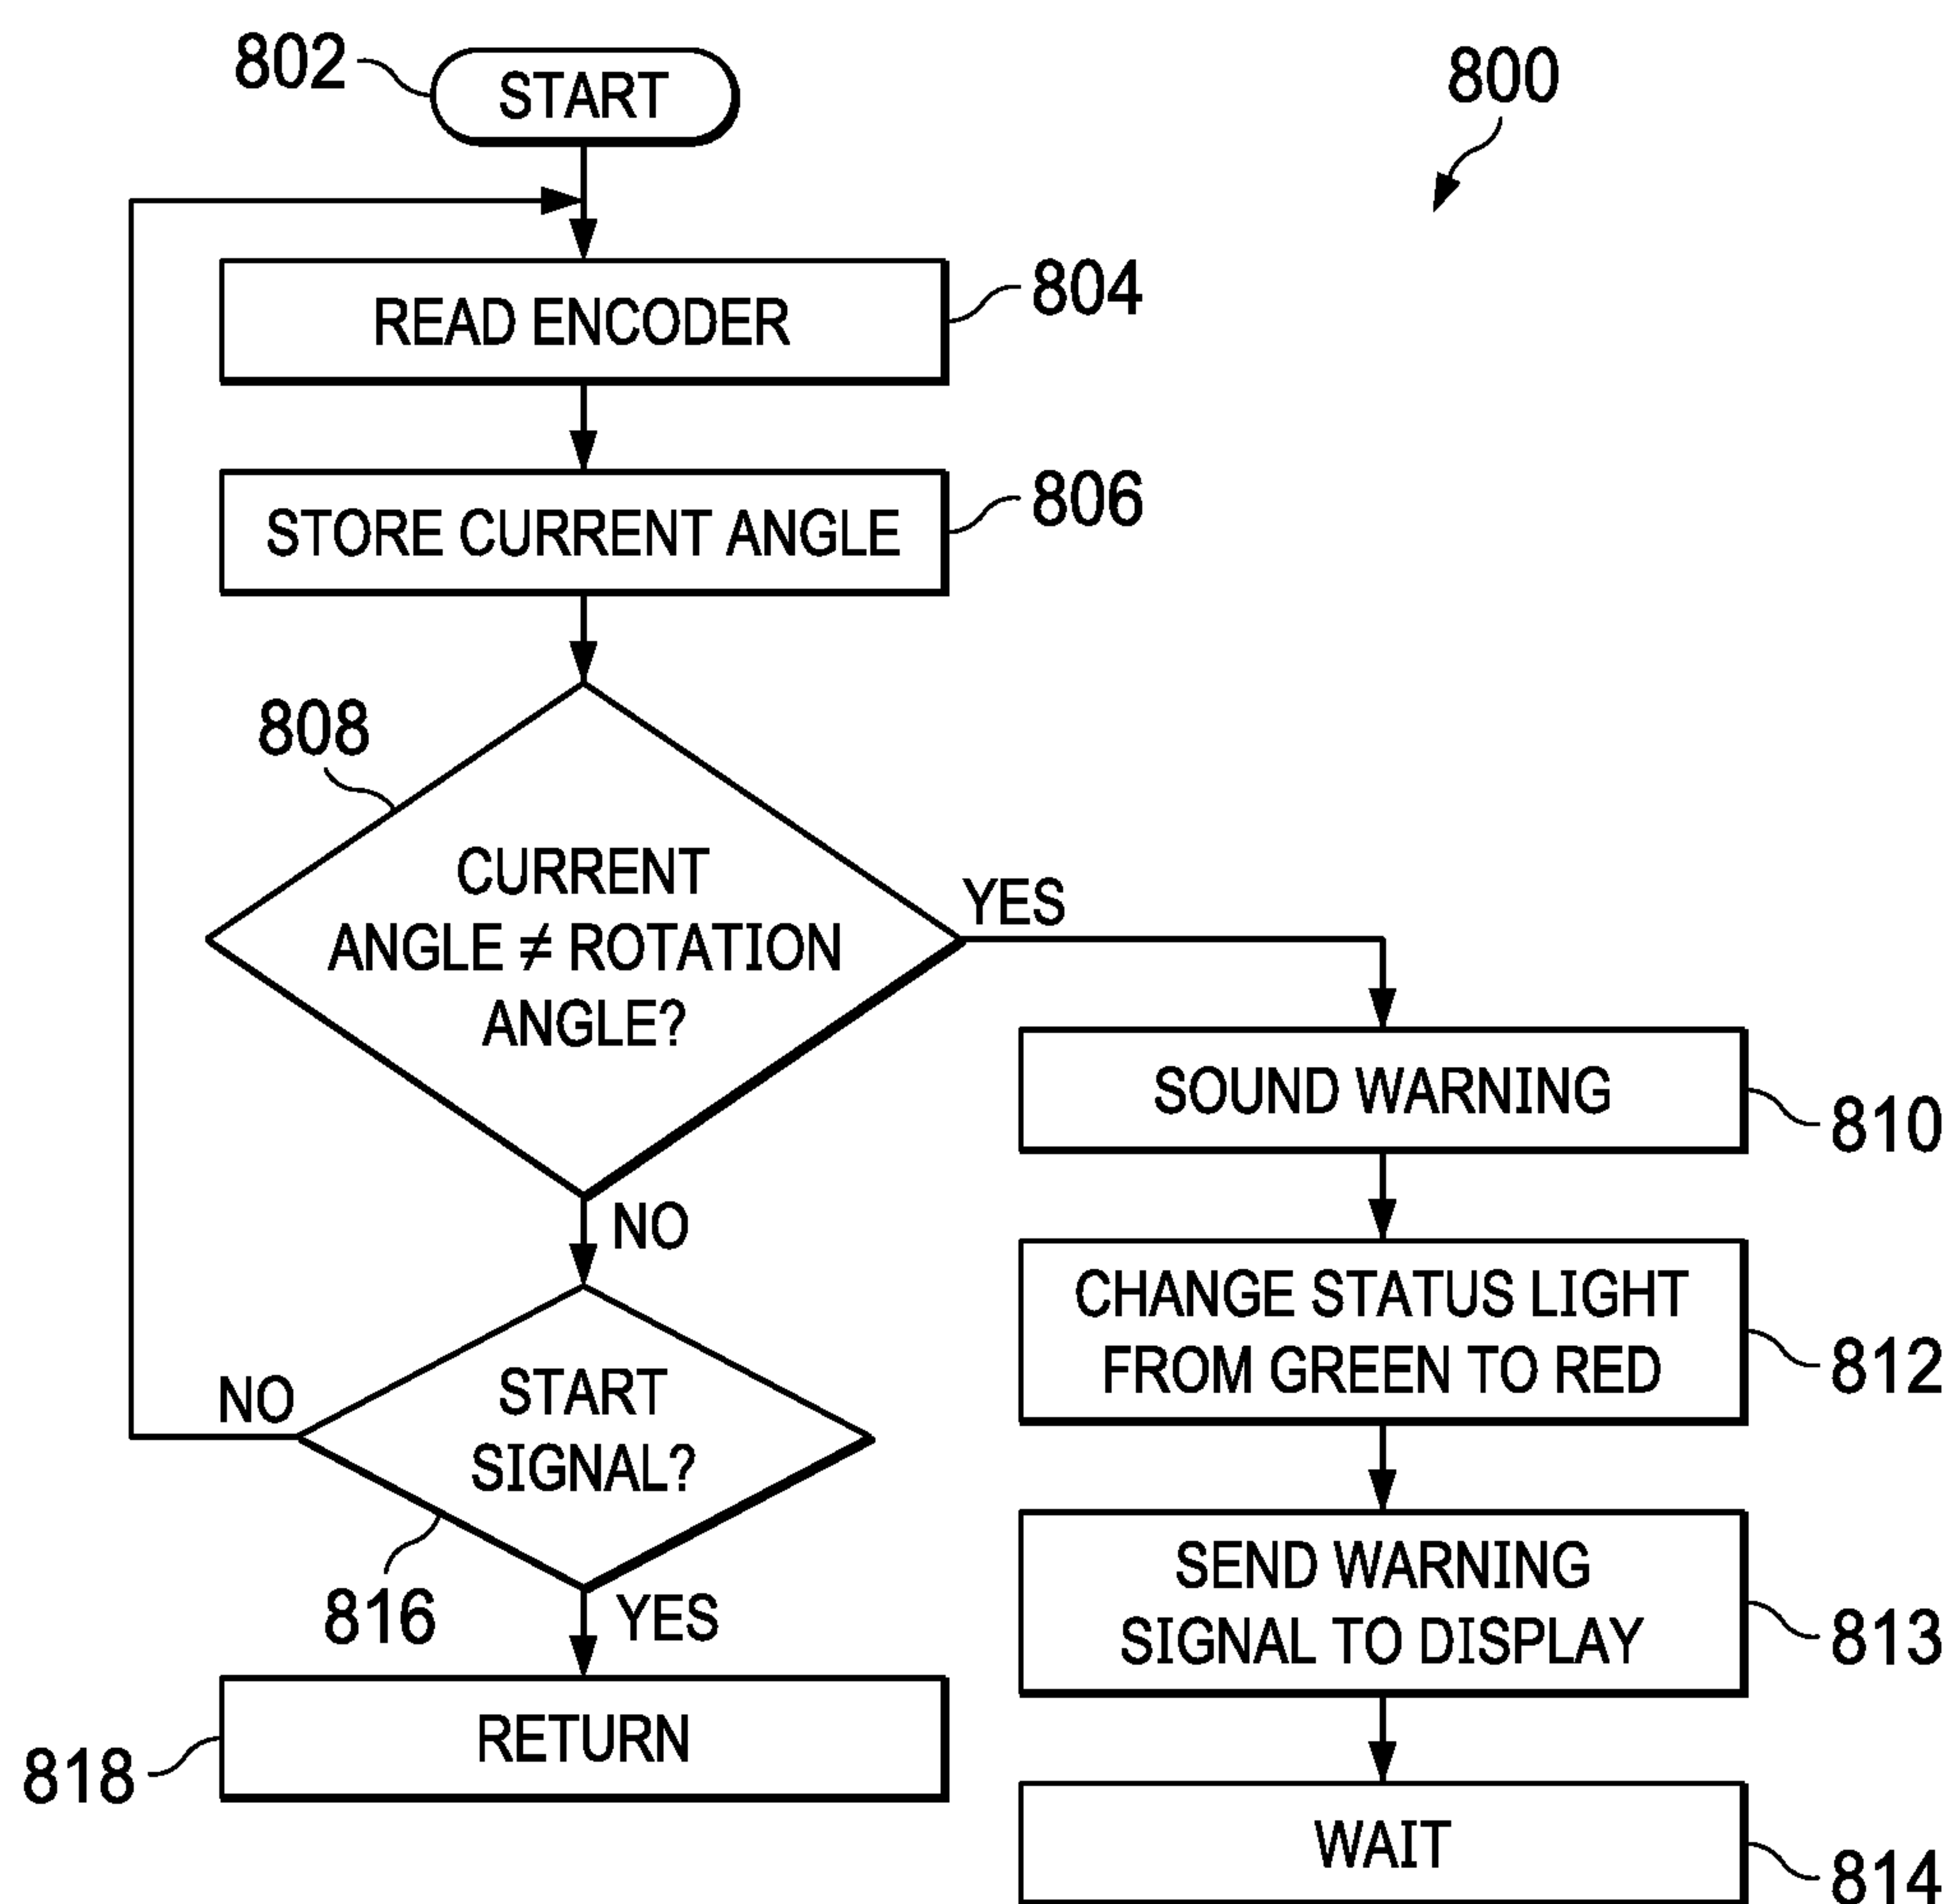 802
START
800
READ ENCODER
804
STORE CURRENT ANGLE
806
808
CURRENT
ANGLE ≠ ROTATION
ANGLE?
YES
NO
SOUND WARNING
810
CHANGE STATUS LIGHT
FROM GREEN TO RED
812
START
SIGNAL?
NO
816
YES
SEND WARNING
SIGNAL TO DISPLAY
813
RETURN
818
WAIT
814